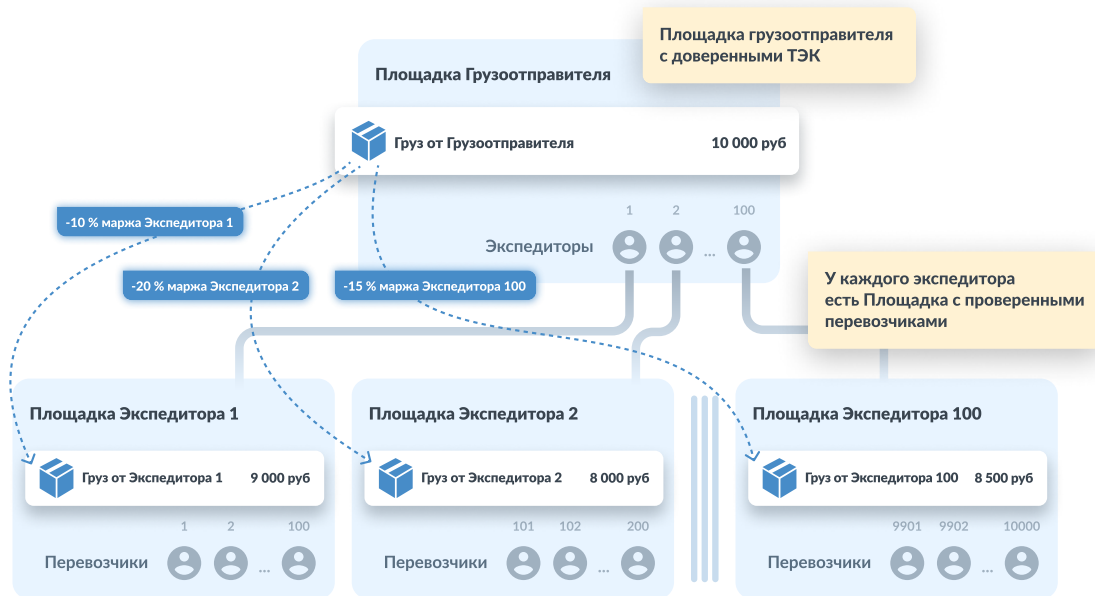 Площадка грузоотправителя
с доверенными ТЭК
Площадка Грузоотправителя
Груз от Грузоотправителя 10 000 руб
1 2 100
Экспедиторы ...
-10 % маржа Экспедитора 1
-20 % маржа Экспедитора 2
-15 % маржа Экспедитора 100
У каждого экспедитора
есть Площадка с проверенными
перевозчиками
Площадка Экспедитора 1
Груз от Экспедитора 1 9 000 руб
1 2 100
Перевозчики ...
Площадка Экспедитора 2
Груз от Экспедитора 2 8 000 руб
101 102 200
Перевозчики ...
Площадка Экспедитора 100
Груз от Экспедитора 100 8 500 руб
9901 9902 10000
Перевозчики ...